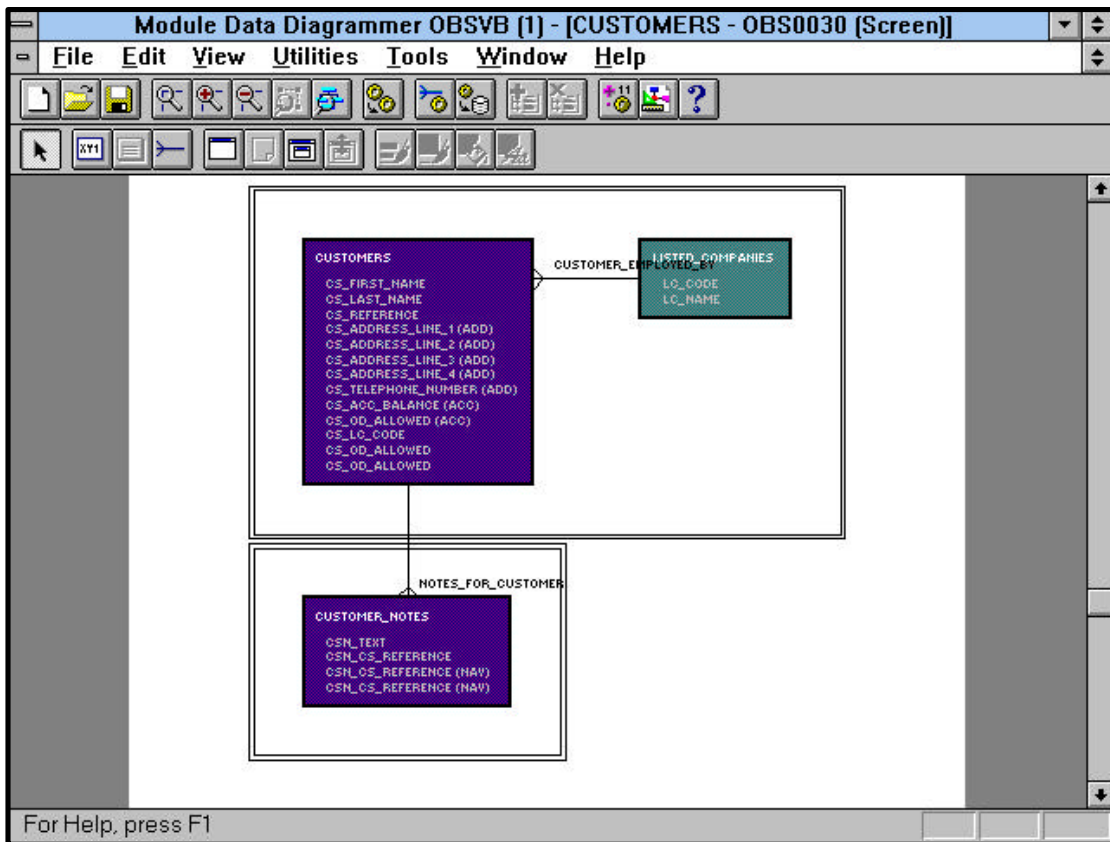 Module Data Diagrammer OBSVB (1) - [CUSTOMERS - OBS0030 (Screen)]
File Edit View Utilities Tools Window Help
XY1
CUSTOMERS
CS_FIRST_NAME
CS_LAST_NAME
CS_REFERENCE
CS_ADDRESS_LINE_1 (ADD)
CS_ADDRESS_LINE_2 (ADD)
CS_ADDRESS_LINE_3 (ADD)
CS_ADDRESS_LINE_4 (ADD)
CS_TELEPHONE_NUMBER (ADD)
CS_ACC_BALANCE (ACC)
CS_OD_ALLOWED (ACC)
CS_LC_CODE
CS_OD_ALLOWED
CS_OD_ALLOWED
CUSTOMER_EMPLOYED_BY
LISTED_COMPANIES
LC_CODE
LC_NAME
NOTES_FOR_CUSTOMER
CUSTOMER_NOTES
CSN_TEXT
CSN_CS_REFERENCE
CSN_CS_REFERENCE (NAV)
CSN_CS_REFERENCE (NAV)
For Help, press F1